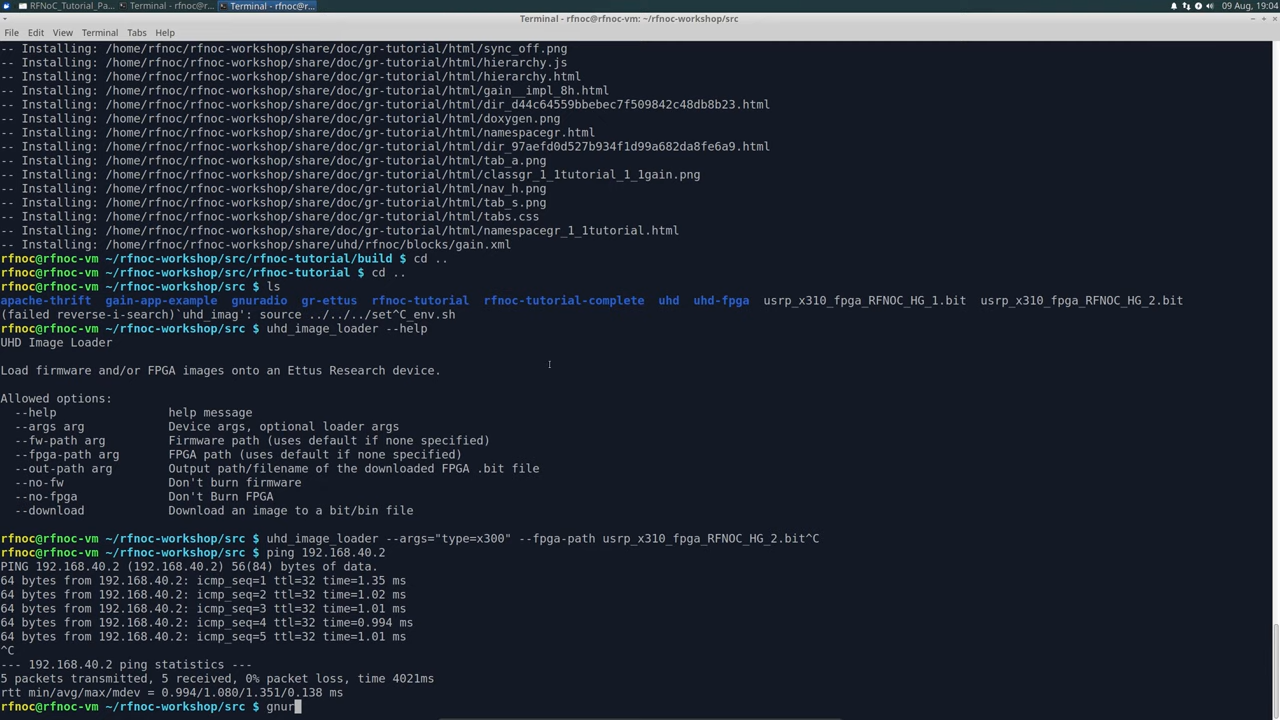 RFNoC_Tutorial_Pa...
Terminal - rfnoc@r...
Terminal - rfnoc@r...
09 Aug, 19:04
Terminal - rfnoc@rfnoc-vm: ~/rfnoc-workshop/src
File Edit View Terminal Tabs Help
-- Installing: /home/rfnoc/rfnoc-workshop/share/doc/gr-tutorial/html/sync_off.png
-- Installing: /home/rfnoc/rfnoc-workshop/share/doc/gr-tutorial/html/hierarchy.js
-- Installing: /home/rfnoc/rfnoc-workshop/share/doc/gr-tutorial/html/hierarchy.html
-- Installing: /home/rfnoc/rfnoc-workshop/share/doc/gr-tutorial/html/gain__impl_8h.html
-- Installing: /home/rfnoc/rfnoc-workshop/share/doc/gr-tutorial/html/dir_d44c64559bbebec7f509842c48db8b23.html
-- Installing: /home/rfnoc/rfnoc-workshop/share/doc/gr-tutorial/html/doxygen.png
-- Installing: /home/rfnoc/rfnoc-workshop/share/doc/gr-tutorial/html/namespacegr.html
-- Installing: /home/rfnoc/rfnoc-workshop/share/doc/gr-tutorial/html/dir_97aefd0d527b934f1d99a682da8fe6a9.html
-- Installing: /home/rfnoc/rfnoc-workshop/share/doc/gr-tutorial/html/tab_a.png
-- Installing: /home/rfnoc/rfnoc-workshop/share/doc/gr-tutorial/html/classgr_1_1tutorial_1_1gain.png
-- Installing: /home/rfnoc/rfnoc-workshop/share/doc/gr-tutorial/html/nav_h.png
-- Installing: /home/rfnoc/rfnoc-workshop/share/doc/gr-tutorial/html/tab_s.png
-- Installing: /home/rfnoc/rfnoc-workshop/share/doc/gr-tutorial/html/tabs.css
-- Installing: /home/rfnoc/rfnoc-workshop/share/doc/gr-tutorial/html/namespacegr_1_1tutorial.html
-- Installing: /home/rfnoc/rfnoc-workshop/share/uhd/rfnoc/blocks/gain.xml
rfnoc@rfnoc-vm ~/rfnoc-workshop/src/rfnoc-tutorial/build $ cd ..
rfnoc@rfnoc-vm ~/rfnoc-workshop/src/rfnoc-tutorial $ cd ..
rfnoc@rfnoc-vm ~/rfnoc-workshop/src $ ls
apache-thrift gain-app-example gnuradio gr-ettus rfnoc-tutorial rfnoc-tutorial-complete uhd uhd-fpga usrp_x310_fpga_RFNOC_HG_1.bit usrp_x310_fpga_RFNOC_HG_2.bit
(failed reverse-i-search)`uhd_imag': source ../../../set^C_env.sh
rfnoc@rfnoc-vm ~/rfnoc-workshop/src $ uhd_image_loader --help
UHD Image Loader
Load firmware and/or FPGA images onto an Ettus Research device.
Allowed options:
--help help message
--args arg Device args, optional loader args
--fw-path arg Firmware path (uses default if none specified)
--fpga-path arg FPGA path (uses default if none specified)
--out-path arg Output path/filename of the downloaded FPGA .bit file
--no-fw Don't burn firmware
--no-fpga Don't Burn FPGA
--download Download an image to a bit/bin file
rfnoc@rfnoc-vm ~/rfnoc-workshop/src $ uhd_image_loader --args="type=x300" --fpga-path usrp_x310_fpga_RFNOC_HG_2.bit^C
rfnoc@rfnoc-vm ~/rfnoc-workshop/src $ ping 192.168.40.2
PING 192.168.40.2 (192.168.40.2) 56(84) bytes of data.
64 bytes from 192.168.40.2: icmp_seq=1 ttl=32 time=1.35 ms
64 bytes from 192.168.40.2: icmp_seq=2 ttl=32 time=1.02 ms
64 bytes from 192.168.40.2: icmp_seq=3 ttl=32 time=1.01 ms
64 bytes from 192.168.40.2: icmp_seq=4 ttl=32 time=0.994 ms
64 bytes from 192.168.40.2: icmp_seq=5 ttl=32 time=1.01 ms
^C
--- 192.168.40.2 ping statistics ---
5 packets transmitted, 5 received, 0% packet loss, time 4021ms
rtt min/avg/max/mdev = 0.994/1.080/1.351/0.138 ms
rfnoc@rfnoc-vm ~/rfnoc-workshop/src $ gnur